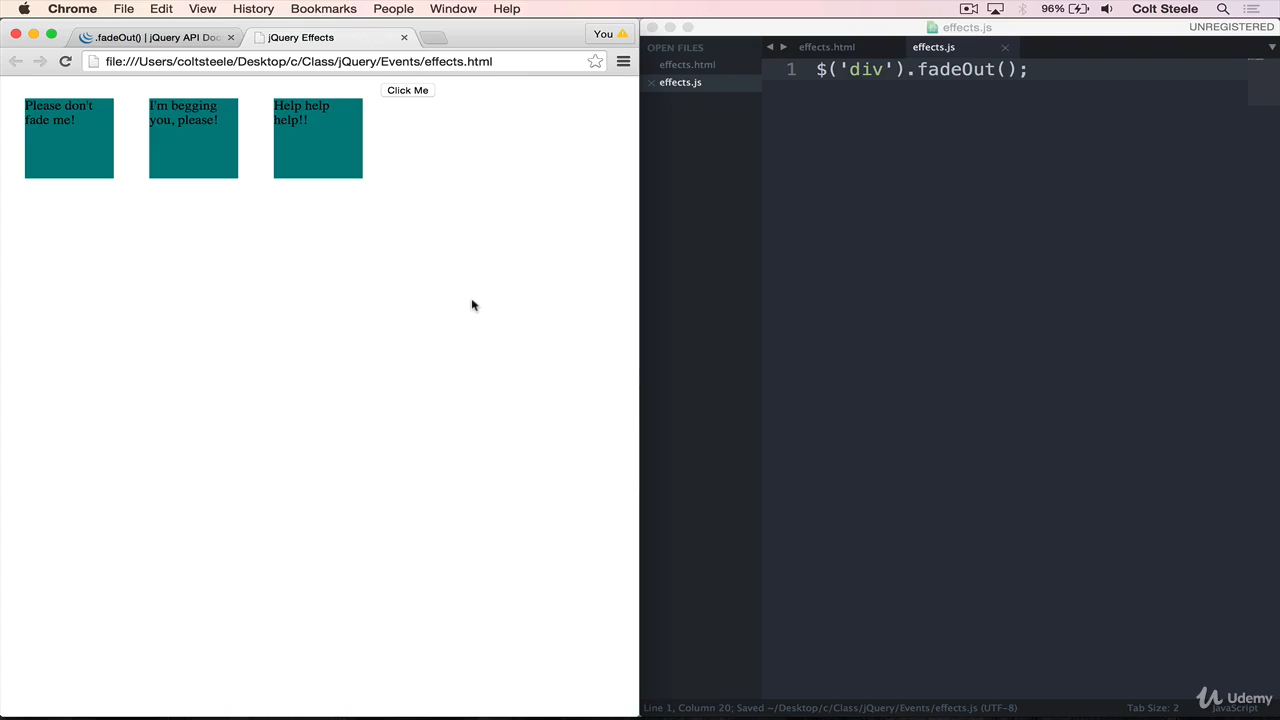 Chrome File Edit View History Bookmarks People Window Help 96% Colt Steele
.fadeOut() | jQuery API Doc jQuery Effects You
file:///Users/coltsteele/Desktop/c/Class/jQuery/Events/effects.html
Click Me
Please don't
fade me!
I'm begging
you, please!
Help help
help!!
effects.js UNREGISTERED
OPEN FILES
effects.html
effects.js
effects.html effects.js
1 $('div').fadeOut();
Line 1, Column 20; Saved ~/Desktop/c/Class/jQuery/Events/effects.js (UTF-8) Tab Size: 2 JavaScript
Udemy